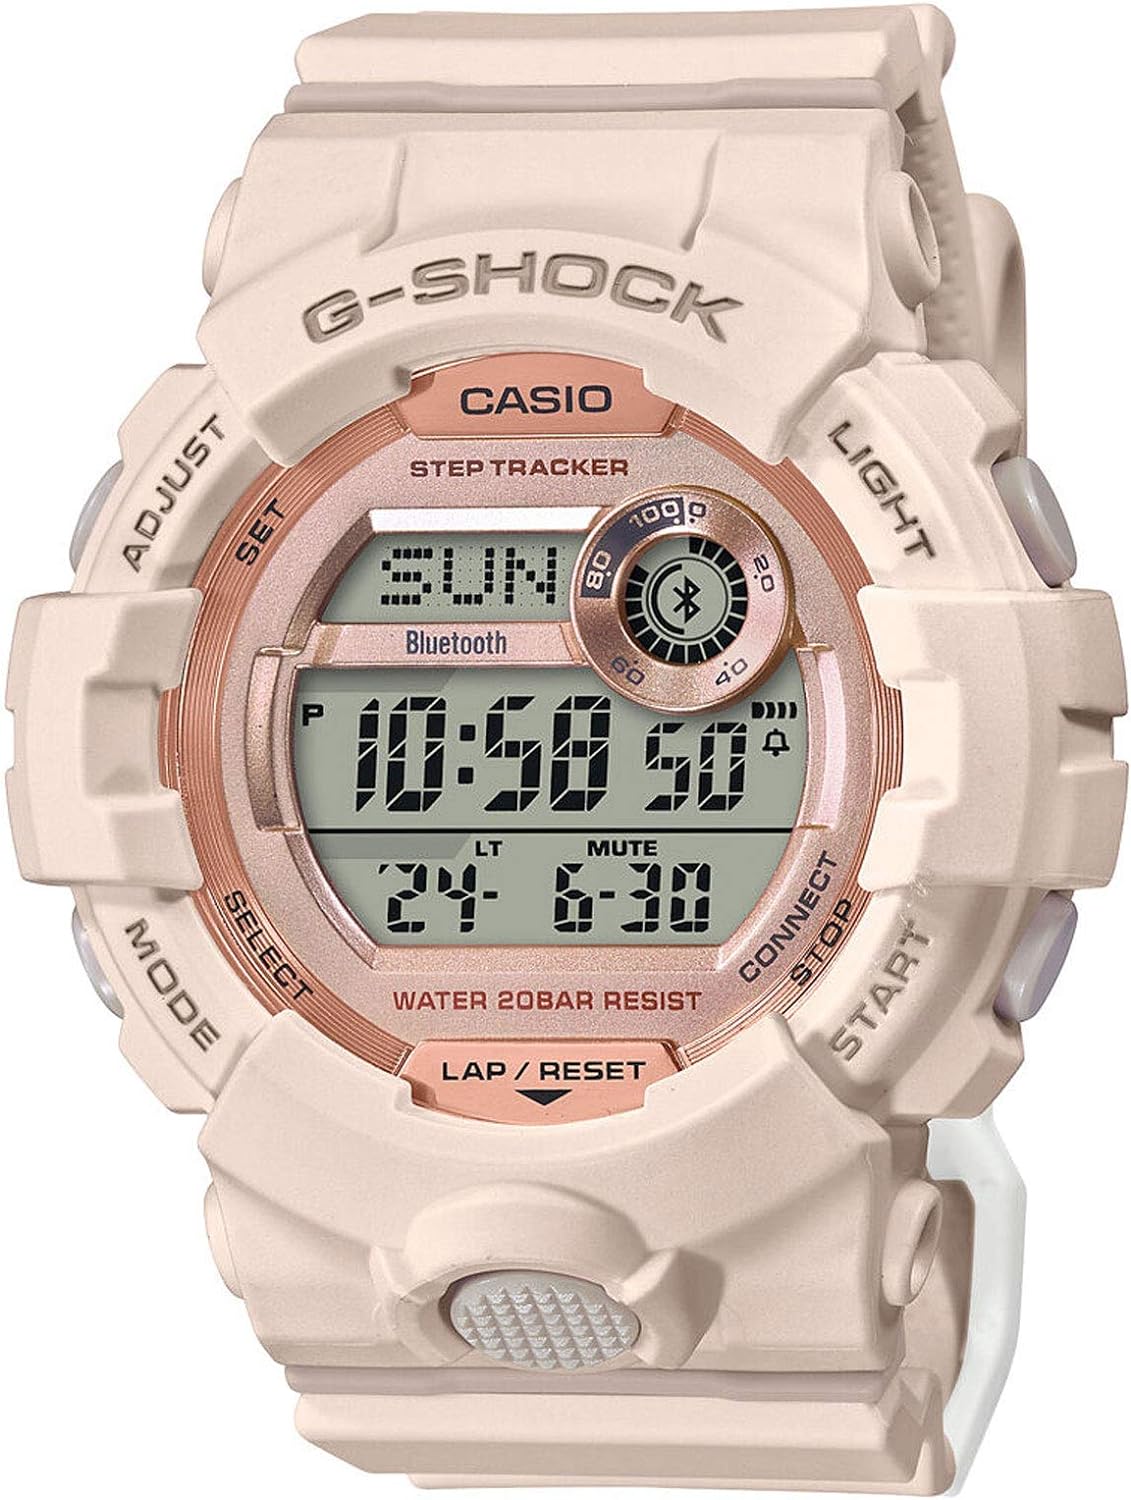 G-SHOCK
CASIO
STEP TRACKER
ADJUST
SET
LIGHT
100 0
80 20
60 40
SUN
Bluetooth
P 10:58 50
LT MUTE
24- 6-30
SELECT
MODE
CONNECT
STOP
START
WATER 20BAR RESIST
LAP / RESET